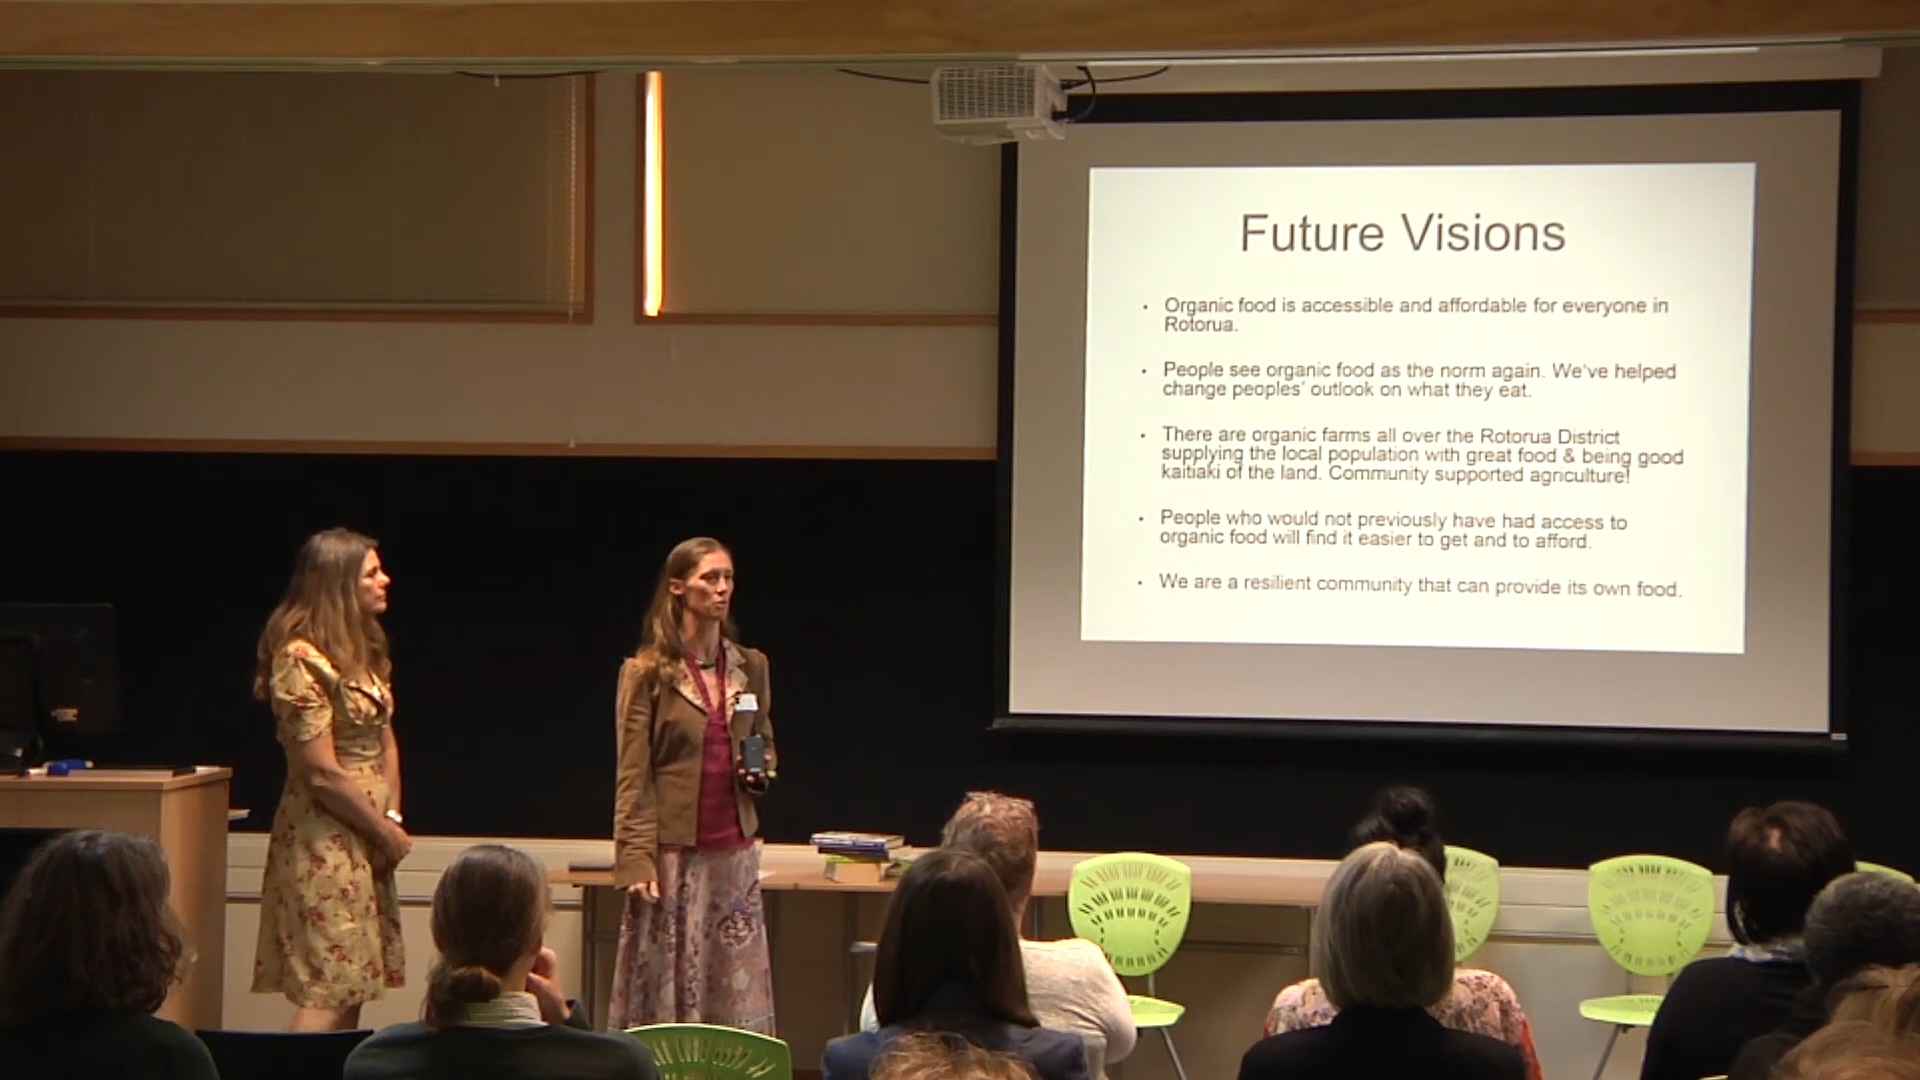 Future Visions
• Organic food is accessible and affordable for everyone in
Rotorua.
• People see organic food as the norm again. We've helped
change peoples' outlook on what they eat.
• There are organic farms all over the Rotorua District
supplying the local population with great food & being good
kaitiaki of the land. Community supported agriculture!
• People who would not previously have had access to
organic food will find it easier to get and to afford.
• We are a resilient community that can provide its own food.